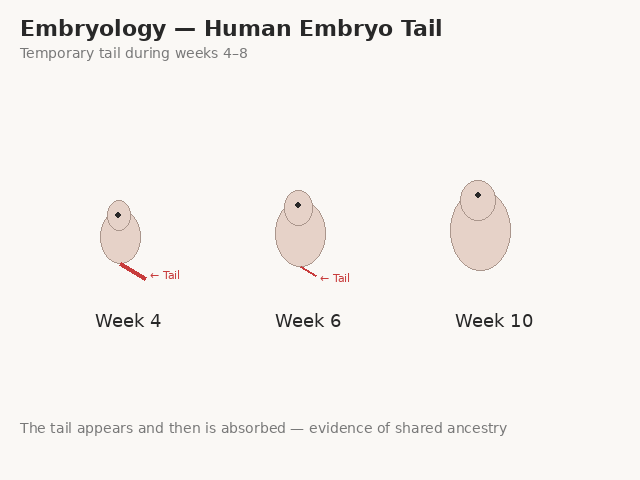 Embryology — Human Embryo Tail
Temporary tail during weeks 4–8
← Tail
← Tail
Week 4
Week 6
Week 10
The tail appears and then is absorbed — evidence of shared ancestry